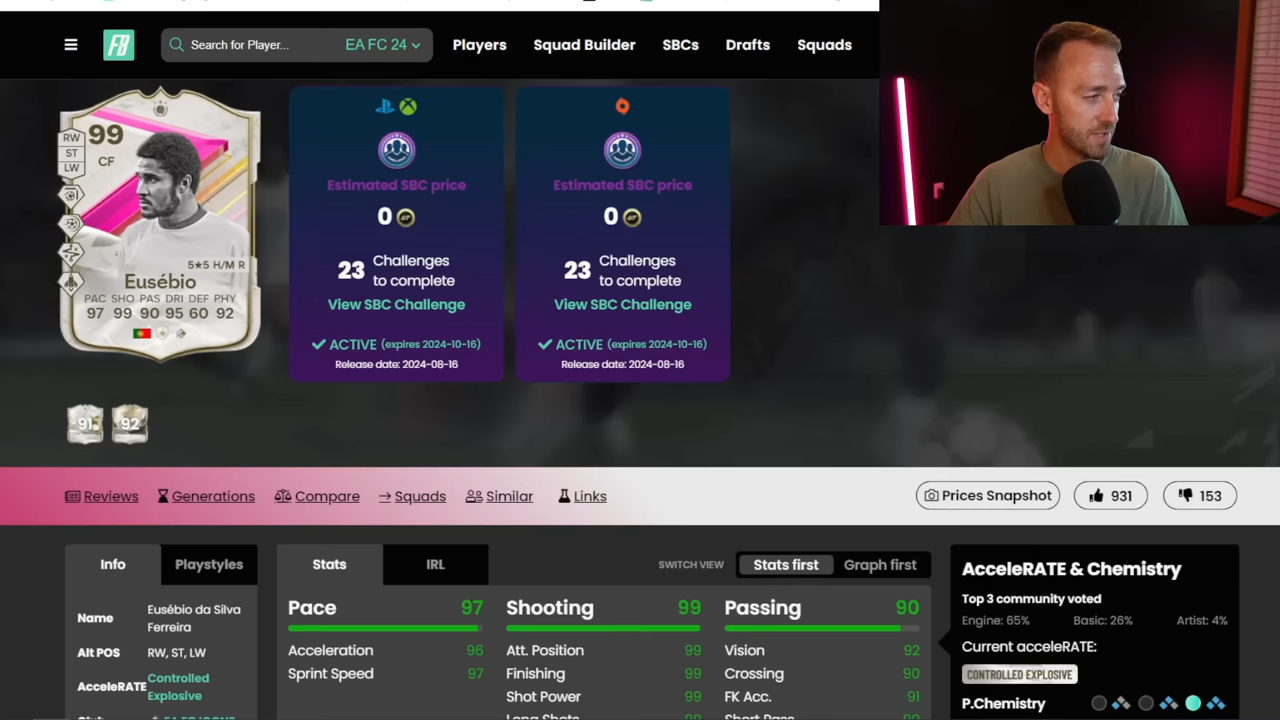 FB
Search for Player...
EA FC 24
Players
Squad Builder
SBCs
Drafts
Squads
RW
ST
LW
99
CF
5★5 H/M R
Eusébio
PAC SHO PAS DRI DEF PHY
97 99 90 95 60 92
Estimated SBC price
0
23 Challenges to complete
View SBC Challenge
ACTIVE (expires 2024-10-16)
Release date: 2024-08-16
Estimated SBC price
0
23 Challenges to complete
View SBC Challenge
ACTIVE (expires 2024-10-16)
Release date: 2024-08-16
91 92
Reviews
Generations
Compare
Squads
Similar
Links
Prices Snapshot
931
153
Info
Playstyles
Name Eusébio da Silva Ferreira
Alt POS RW, ST, LW
AcceleRATE Controlled Explosive
Stats
IRL
SWITCH VIEW
Stats first
Graph first
Pace 97
Acceleration 96
Sprint Speed 97
Shooting 99
Att. Position 99
Finishing 99
Shot Power 99
Passing 90
Vision 92
Crossing 90
FK Acc. 91
AcceleRATE & Chemistry
Top 3 community voted
Engine: 65% Basic: 26% Artist: 4%
Current acceleRATE:
CONTROLLED EXPLOSIVE
P.Chemistry